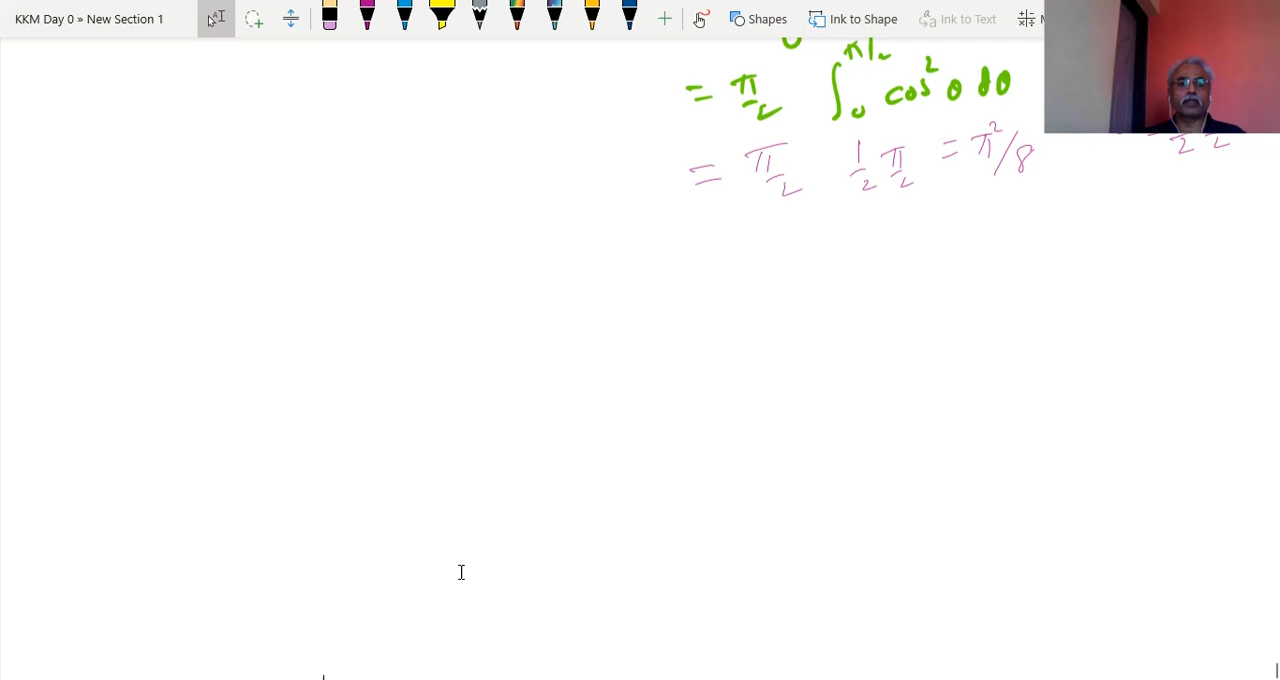 KKM Day 0 » New Section 1 Shapes Ink to Shape Ink to Text
= π/2 ∫₀^π/2 cos² θ dθ
= π/2 1/2 π/2 = π²/8